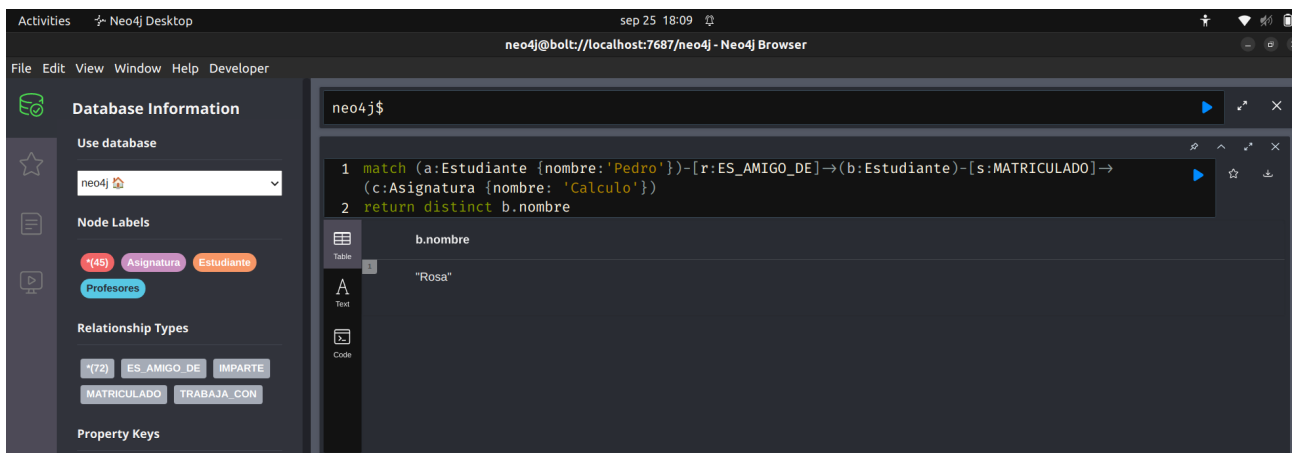 Activities Neo4j Desktop sep 25 18:09
neo4j@bolt://localhost:7687/neo4j - Neo4j Browser
File Edit View Window Help Developer
Database Information
Use database
neo4j
Node Labels
*(45) Asignatura Estudiante
Profesores
Relationship Types
*(72) ES_AMIGO_DE IMPARTE
MATRICULADO TRABAJA_CON
Property Keys
neo4j$
1 match (a:Estudiante {nombre:'Pedro'})-[r:ES_AMIGO_DE]→(b:Estudiante)-[s:MATRICULADO]→
(c:Asignatura {nombre: 'Calculo'})
2 return distinct b.nombre
Table
Text
Code
b.nombre
1 "Rosa"